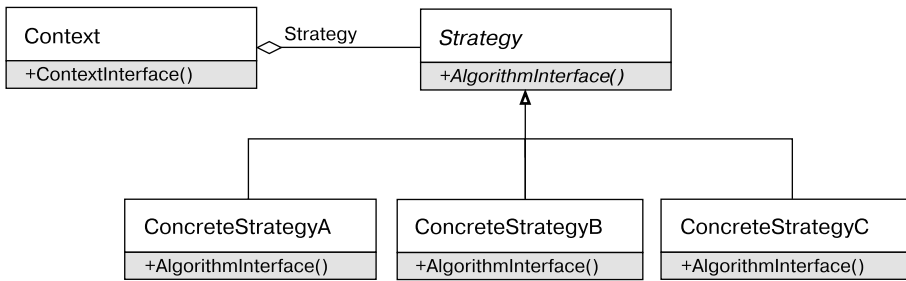 Context
+ContextInterface()
Strategy
Strategy
+AlgorithmInterface()
ConcreteStrategyA
+AlgorithmInterface()
ConcreteStrategyB
+AlgorithmInterface()
ConcreteStrategyC
+AlgorithmInterface()